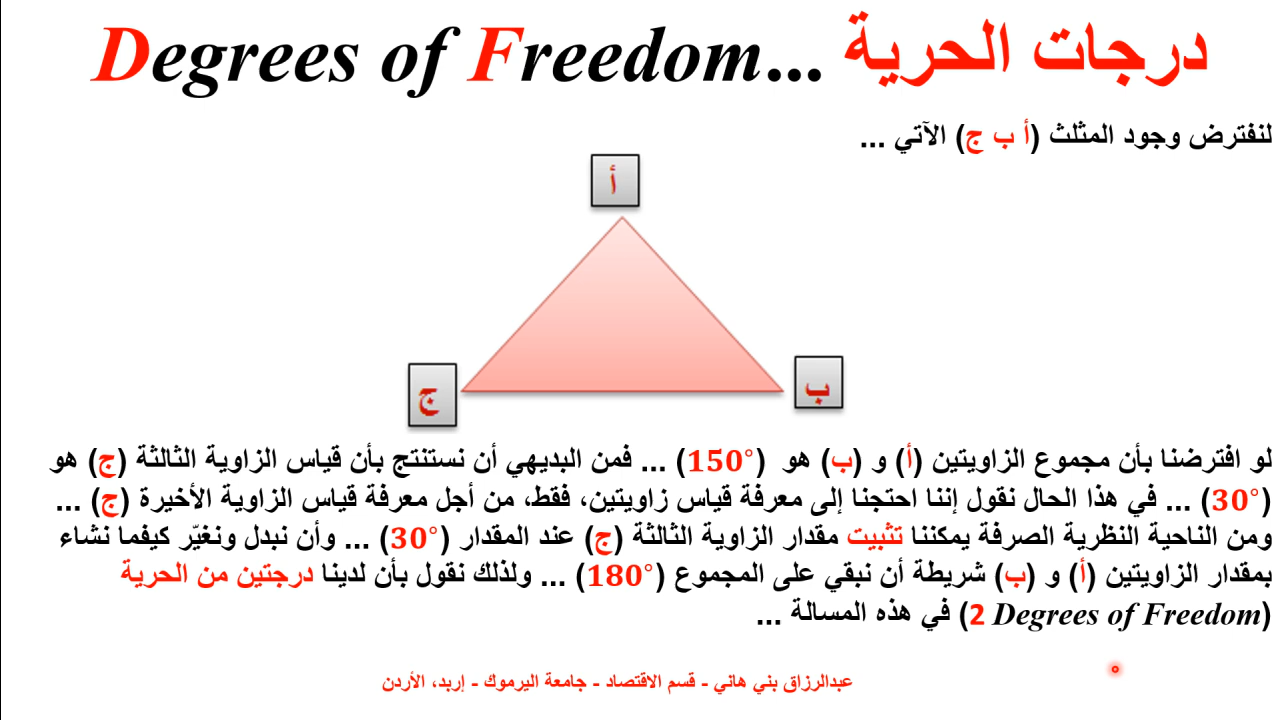 درجات الحرية ...Degrees of Freedom
لنفترض وجود المثلث (أ ب ج) الآتي ...
أ
ب
ج
لو افترضنا بأن مجموع الزاويتين (أ) و (ب) هو (150°) ... فمن البديهي أن نستنتج بأن قياس الزاوية الثالثة (ج) هو
(30°) ... في هذا الحال نقول إننا احتجنا إلى معرفة قياس زاويتين، فقط، من أجل معرفة قياس الزاوية الأخيرة (ج) ...
ومن الناحية النظرية الصرفة يمكننا تثبيت مقدار الزاوية الثالثة (ج) عند المقدار (30°) ... وأن نبدل ونغيّر كيفما نشاء
بمقدار الزاويتين (أ) و (ب) شريطة أن نبقي على المجموع (180°) ... ولذلك نقول بأن لدينا درجتين من الحرية
(2 Degrees of Freedom) في هذه المسالة ...
عبدالرزاق بني هاني - قسم الاقتصاد - جامعة اليرموك - إربد، الأردن